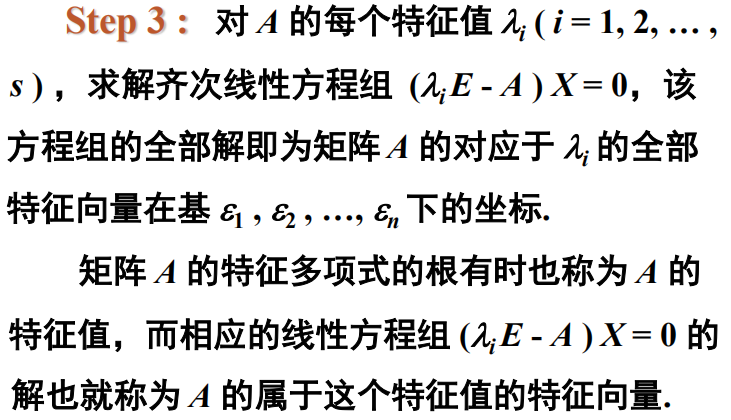 Step 3： 对 A 的每个特征值 λᵢ ( i = 1, 2, … ,
s ) ，求解齐次线性方程组 (λᵢE - A ) X = 0，该
方程组的全部解即为矩阵 A 的对应于 λᵢ 的全部
特征向量在基 ε₁ , ε₂ , …, εₙ 下的坐标.
矩阵 A 的特征多项式的根有时也称为 A 的
特征值，而相应的线性方程组 (λᵢE - A ) X = 0 的
解也就称为 A 的属于这个特征值的特征向量.